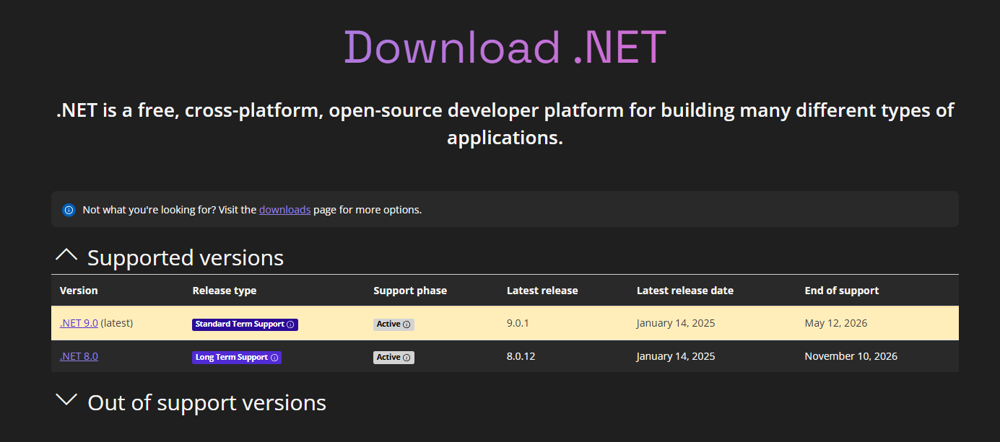 Download .NET
.NET is a free, cross-platform, open-source developer platform for building many different types of
applications.
Not what you're looking for? Visit the downloads page for more options.
Supported versions
Version Release type Support phase Latest release Latest release date End of support
.NET 9.0 (latest) Standard Term Support Active 9.0.1 January 14, 2025 May 12, 2026
.NET 8.0 Long Term Support Active 8.0.12 January 14, 2025 November 10, 2026
Out of support versions